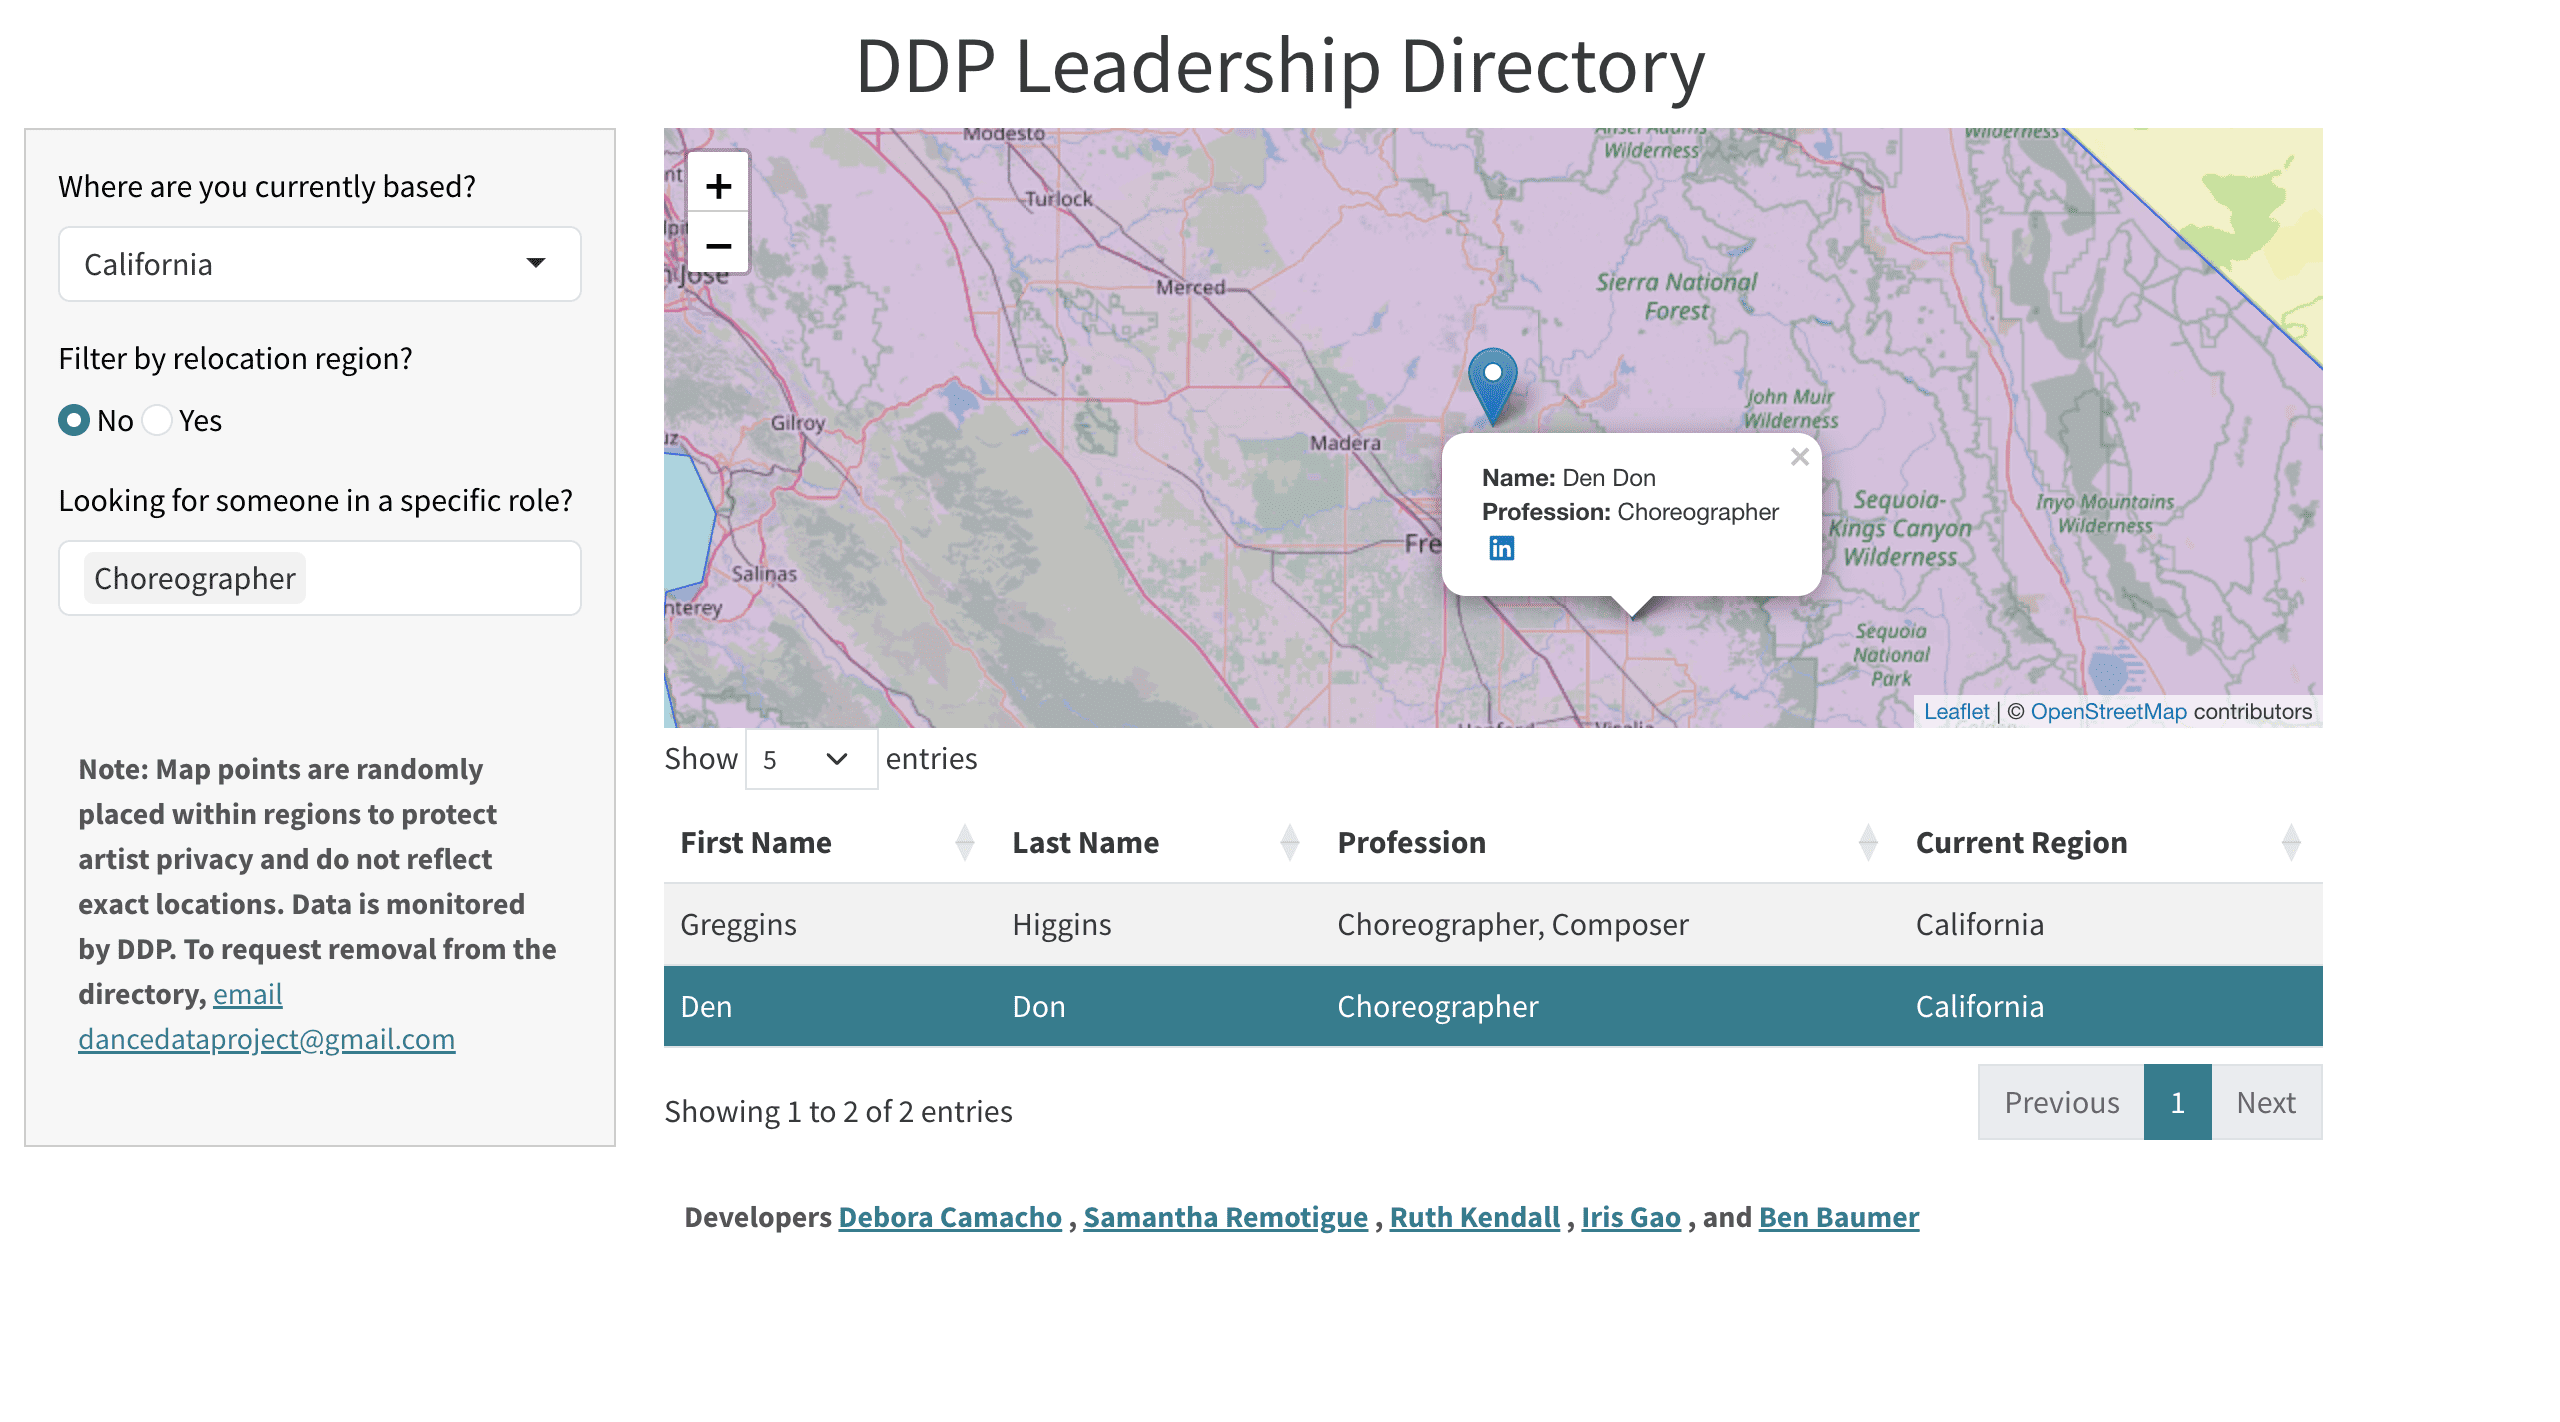 DDP Leadership Directory
Where are you currently based?
California
Filter by relocation region?
No Yes
Looking for someone in a specific role?
Choreographer
Note: Map points are randomly
placed within regions to protect
artist privacy and do not reflect
exact locations. Data is monitored
by DDP. To request removal from the
directory, email
dancedataproject@gmail.com
+
−
Modesto
Turlock
Merced
Jose
Gilroy
Madera
Salinas
nterey
Fre
Wilderness
Wilderness
Sierra National
Forest
John Muir
Wilderness
Sequoia-
Kings Canyon
Wilderness
Inyo Mountains
Wilderness
Sequoia
National
Park
Name: Den Don
Profession: Choreographer
in
×
Leaflet | © OpenStreetMap contributors
Show 5 entries
First Name Last Name Profession Current Region
Greggins Higgins Choreographer, Composer California
Den Don Choreographer California
Showing 1 to 2 of 2 entries
Previous 1 Next
Developers Debora Camacho , Samantha Remotigue , Ruth Kendall , Iris Gao , and Ben Baumer